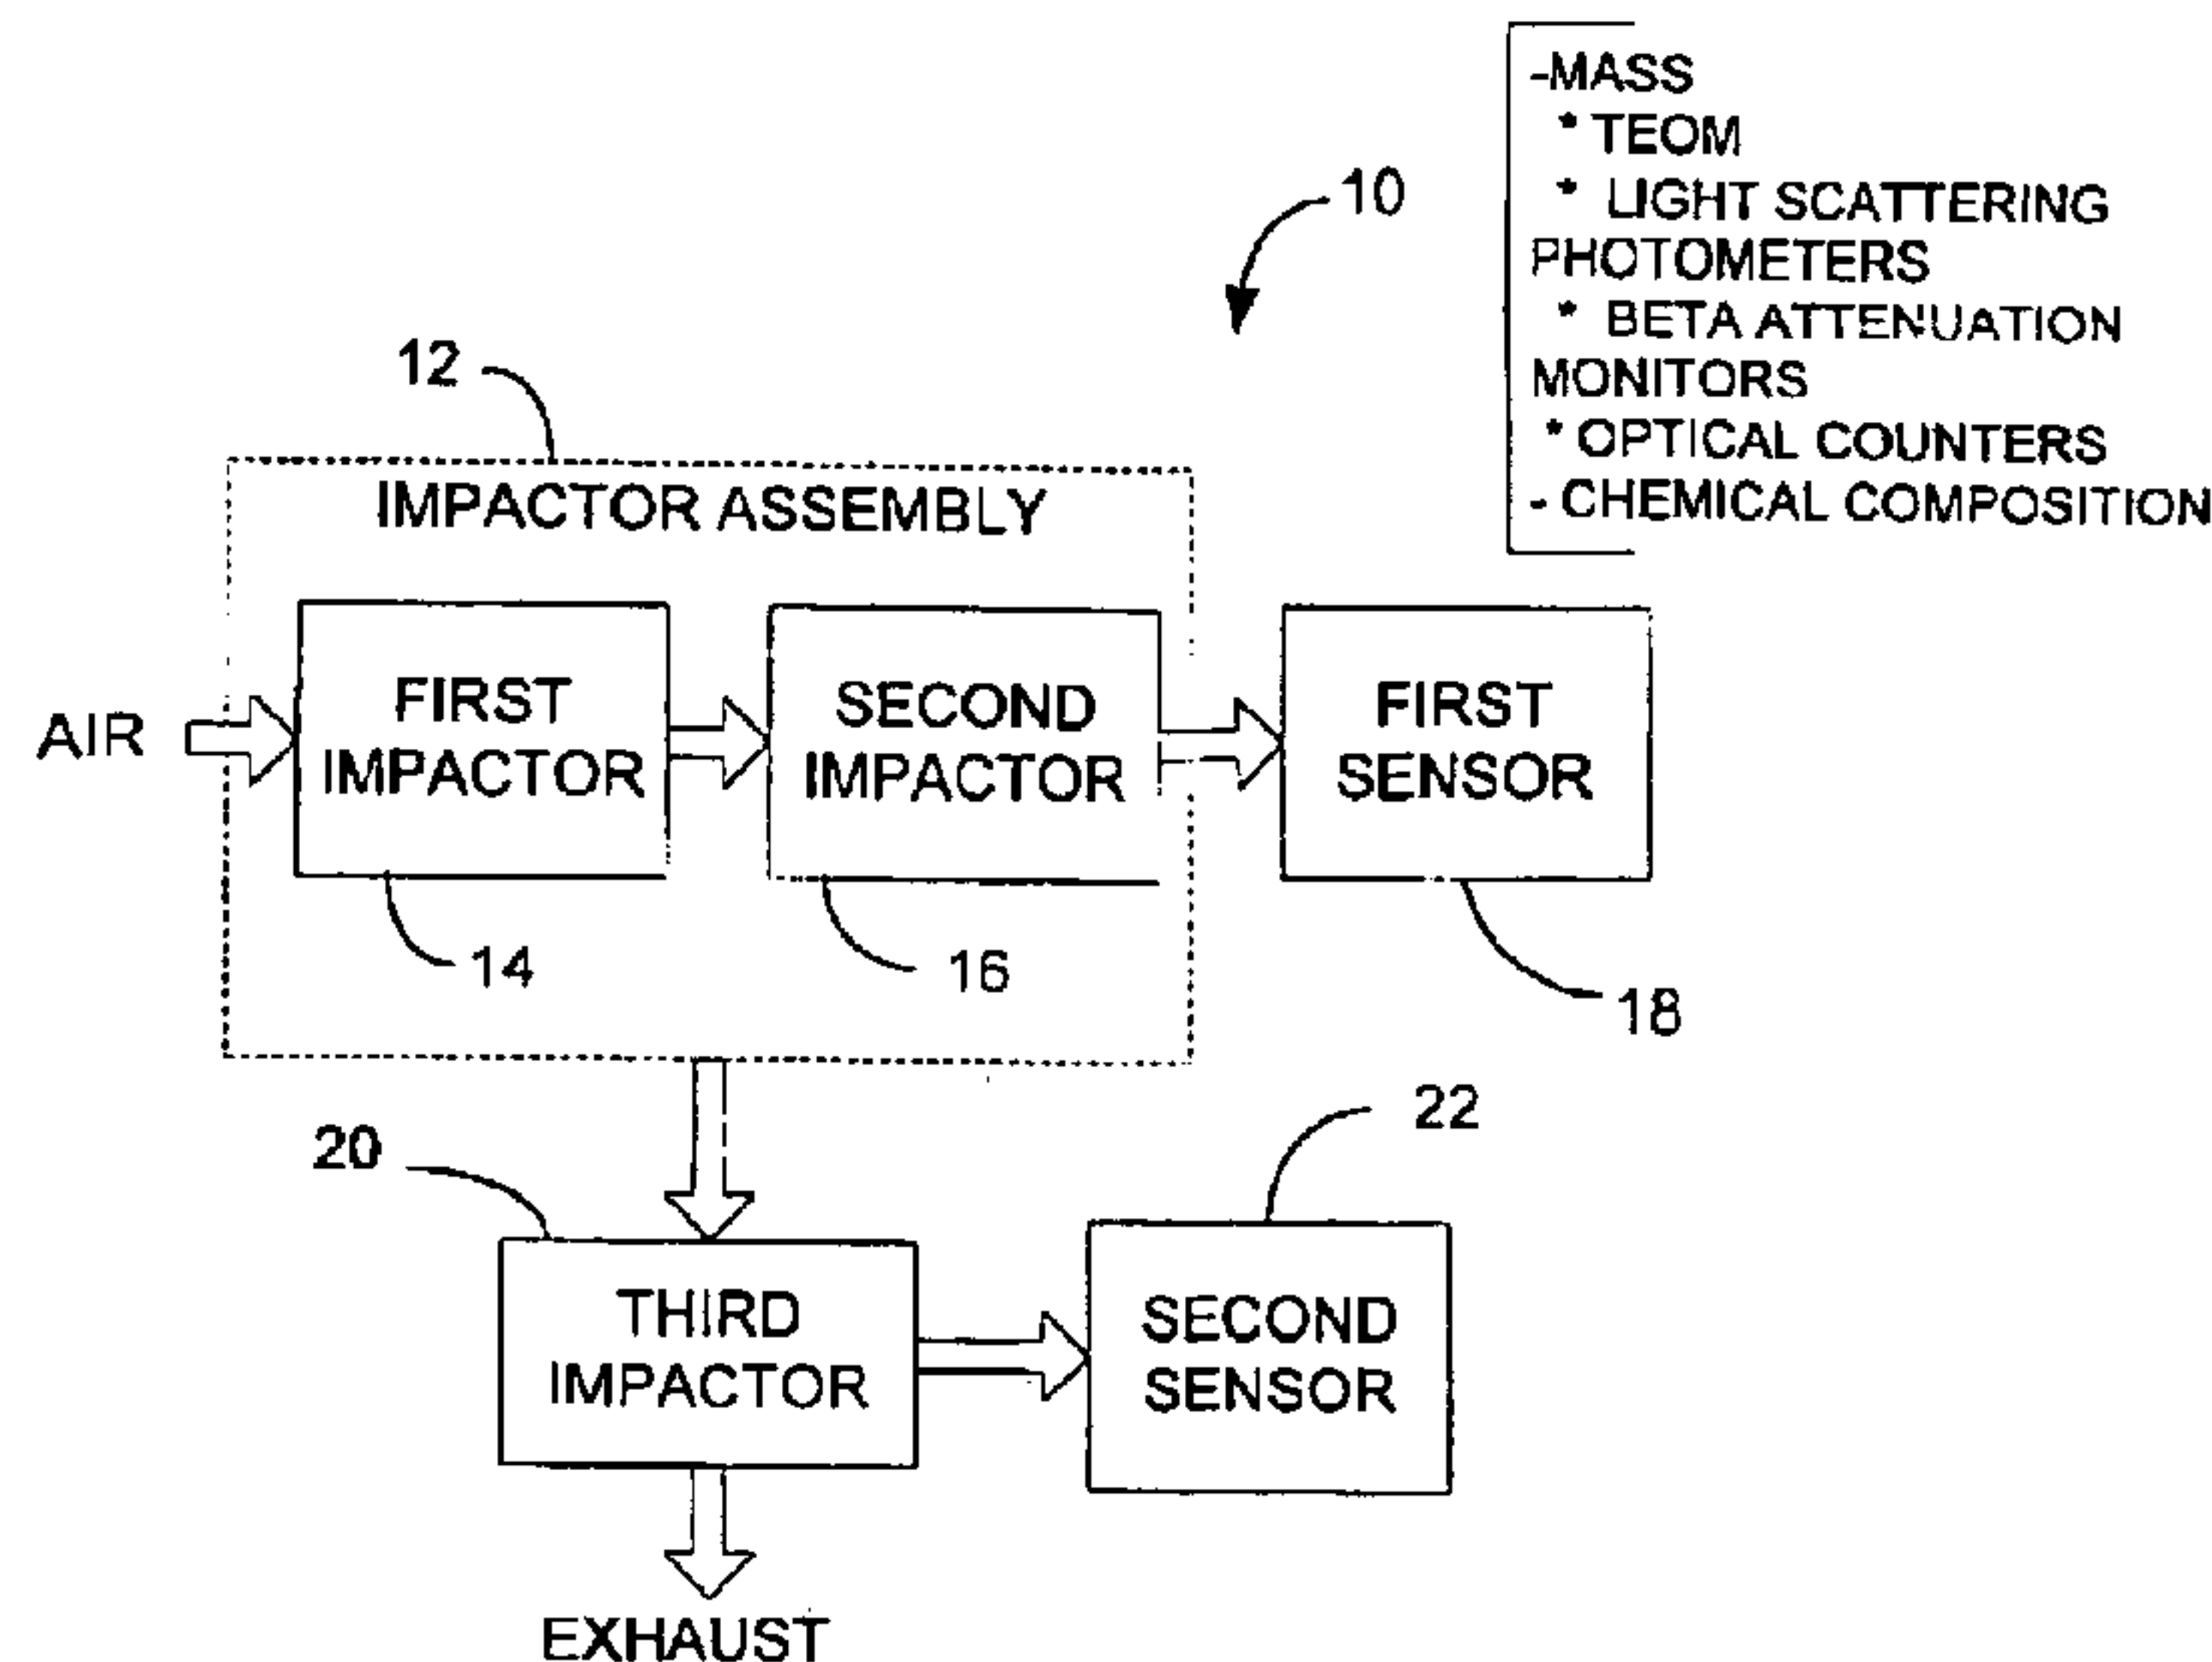 -MASS
* TEOM
* LIGHT SCATTERING
PHOTOMETERS
* BETA ATTENUATION
MONITORS
* OPTICAL COUNTERS
- CHEMICAL COMPOSITION
10
12
IMPACTOR ASSEMBLY
AIR
FIRST
IMPACTOR
SECOND
IMPACTOR
FIRST
SENSOR
14
16
18
20
22
THIRD
IMPACTOR
SECOND
SENSOR
EXHAUST